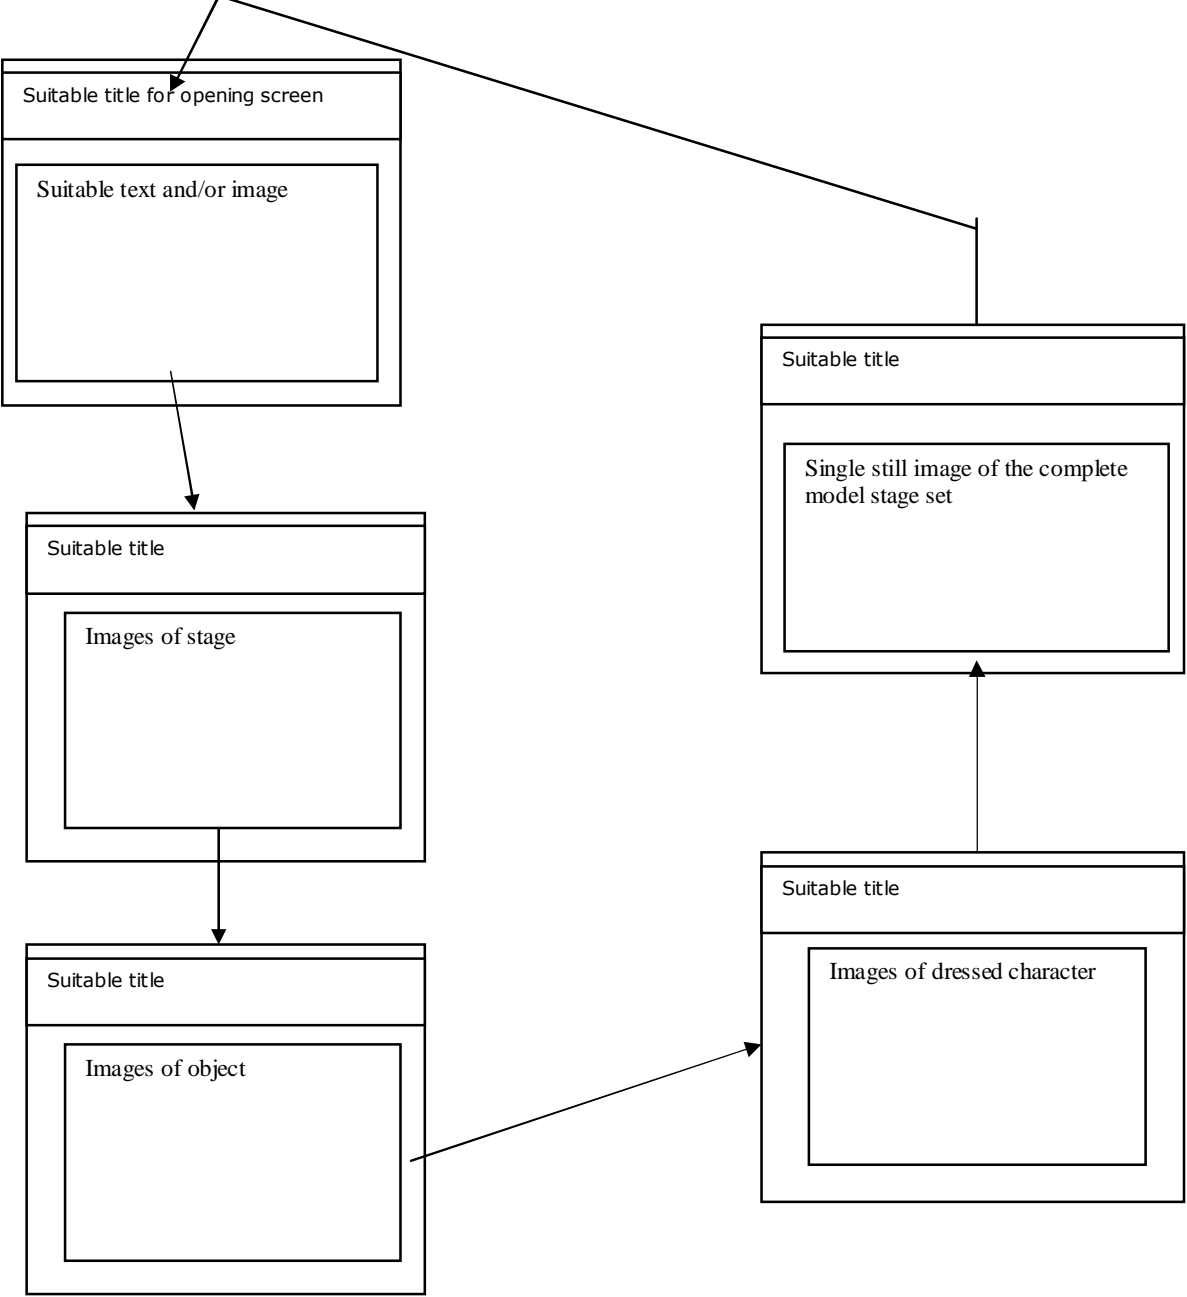 Suitable title for opening screen
Suitable text and/or image
Suitable title
Images of stage
Suitable title
Images of object
Suitable title
Images of dressed character
Suitable title
Single still image of the complete
model stage set